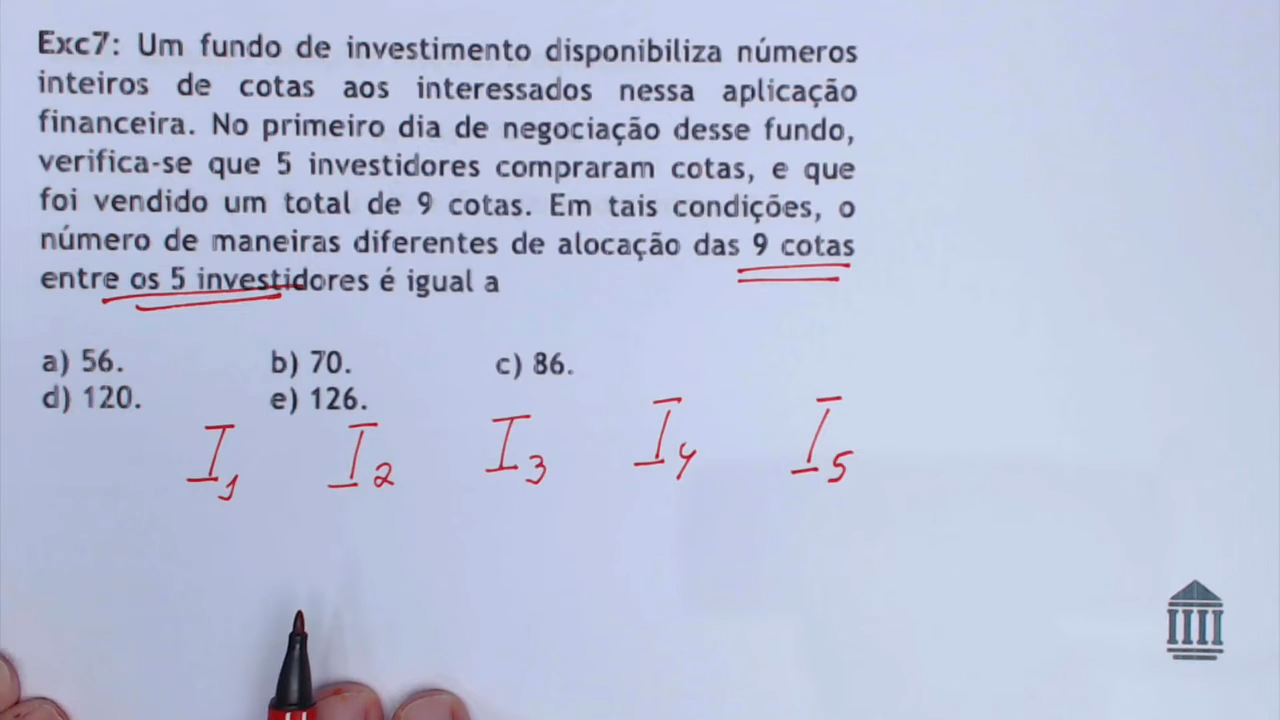 Exc7: Um fundo de investimento disponibiliza números
inteiros de cotas aos interessados nessa aplicação
financeira. No primeiro dia de negociação desse fundo,
verifica-se que 5 investidores compraram cotas, e que
foi vendido um total de 9 cotas. Em tais condições, o
número de maneiras diferentes de alocação das 9 cotas
entre os 5 investidores é igual a
a) 56. b) 70. c) 86.
d) 120. e) 126.
I1 I2 I3 I4 I5